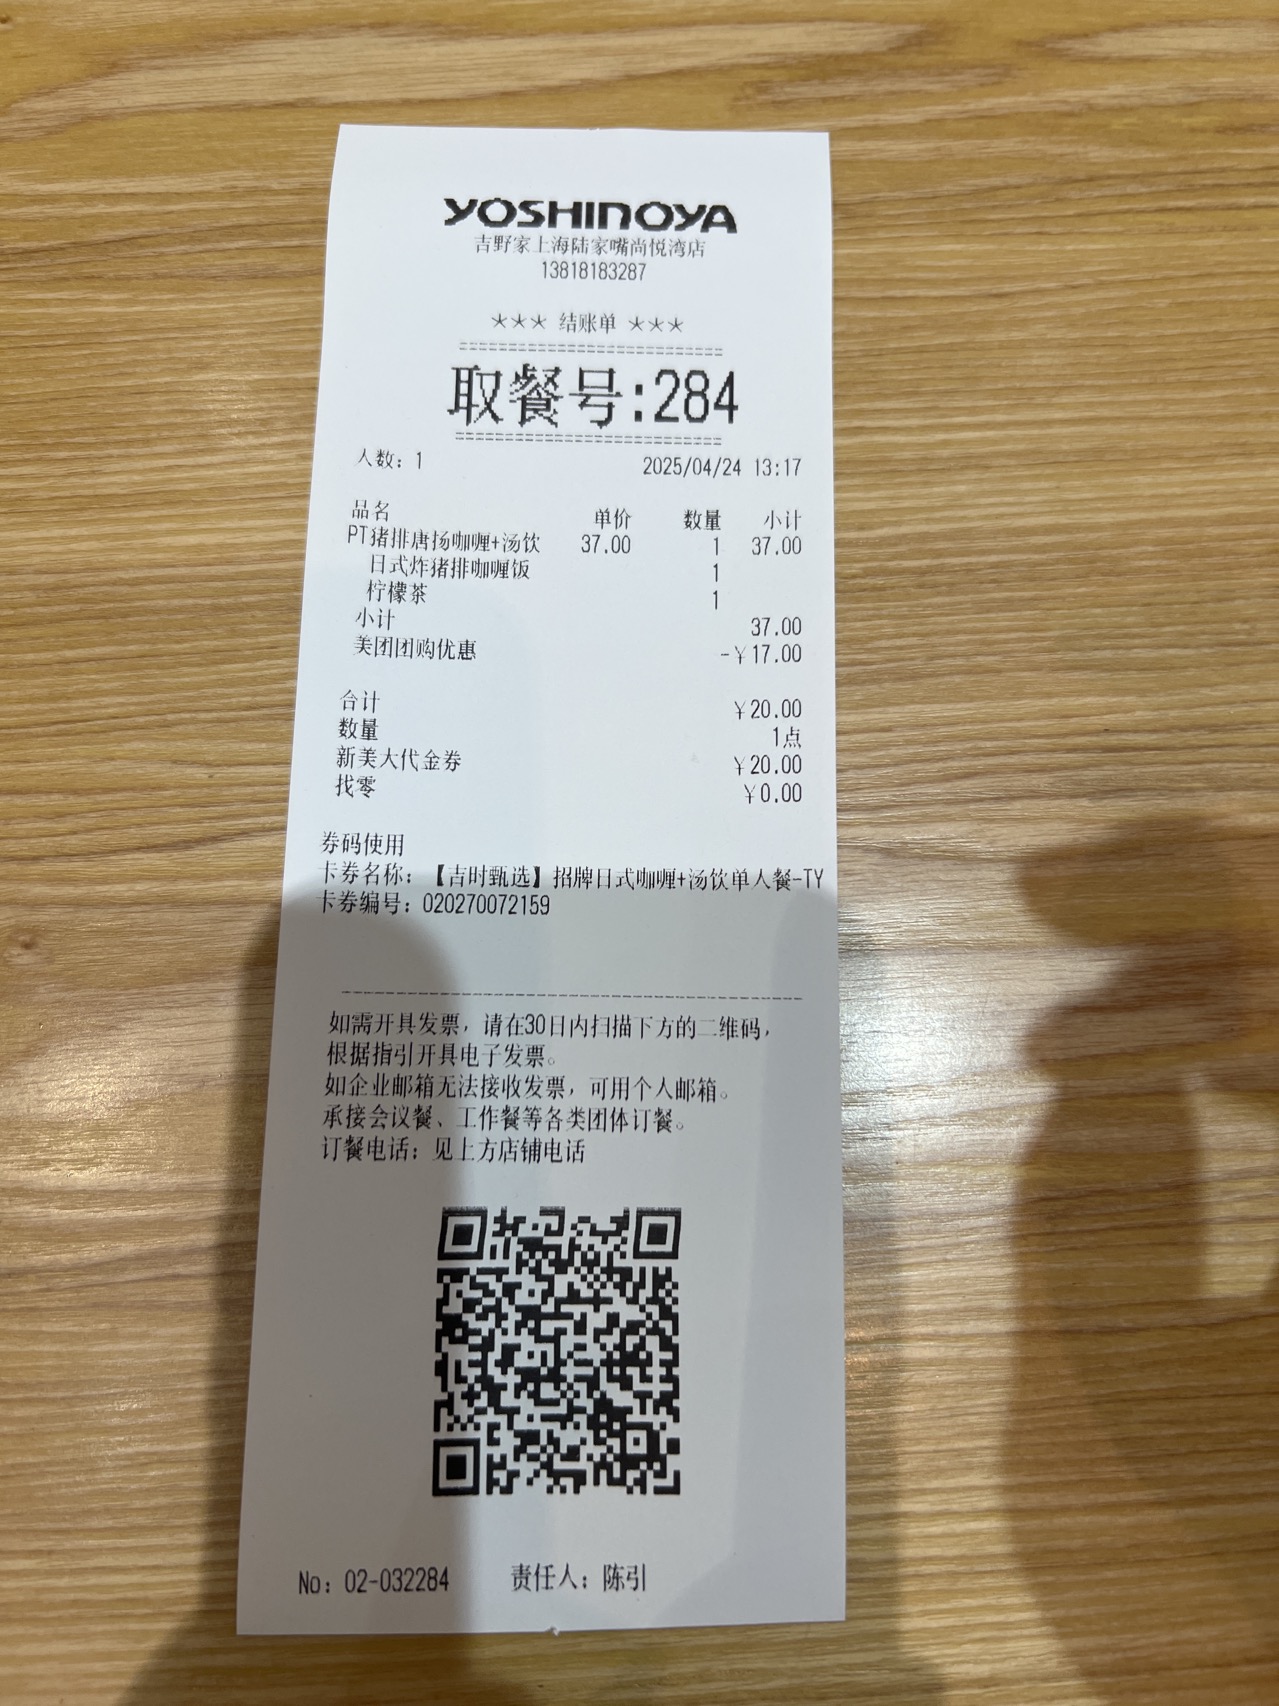 YOSHINOYA
吉野家上海陆家嘴尚悦湾店
13818183287
*** 结账单 ***
取餐号:284
人数: 1 2025/04/24 13:17
品名 单价 数量 小计
PT猪排唐扬咖喱+汤饮 37.00 1 37.00
日式炸猪排咖喱饭 1
柠檬茶 1
小计 37.00
美团团购优惠 -¥17.00
合计 ¥20.00
数量 1点
新美大代金券 ¥20.00
找零 ¥0.00
券码使用
卡券名称: 【吉时甄选】招牌日式咖喱+汤饮单人餐-TY
卡券编号: 020270072159
如需开具发票, 请在30日内扫描下方的二维码,
根据指引开具电子发票。
如企业邮箱无法接收发票, 可用个人邮箱。
承接会议餐、工作餐等各类团体订餐。
订餐电话: 见上方店铺电话
No: 02-032284 责任人: 陈引